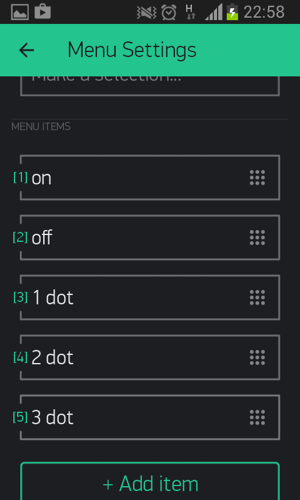 H 22:58
Menu Settings
Make a selection...
MENU ITEMS
[1] on
[2] off
[3] 1 dot
[4] 2 dot
[5] 3 dot
+ Add item